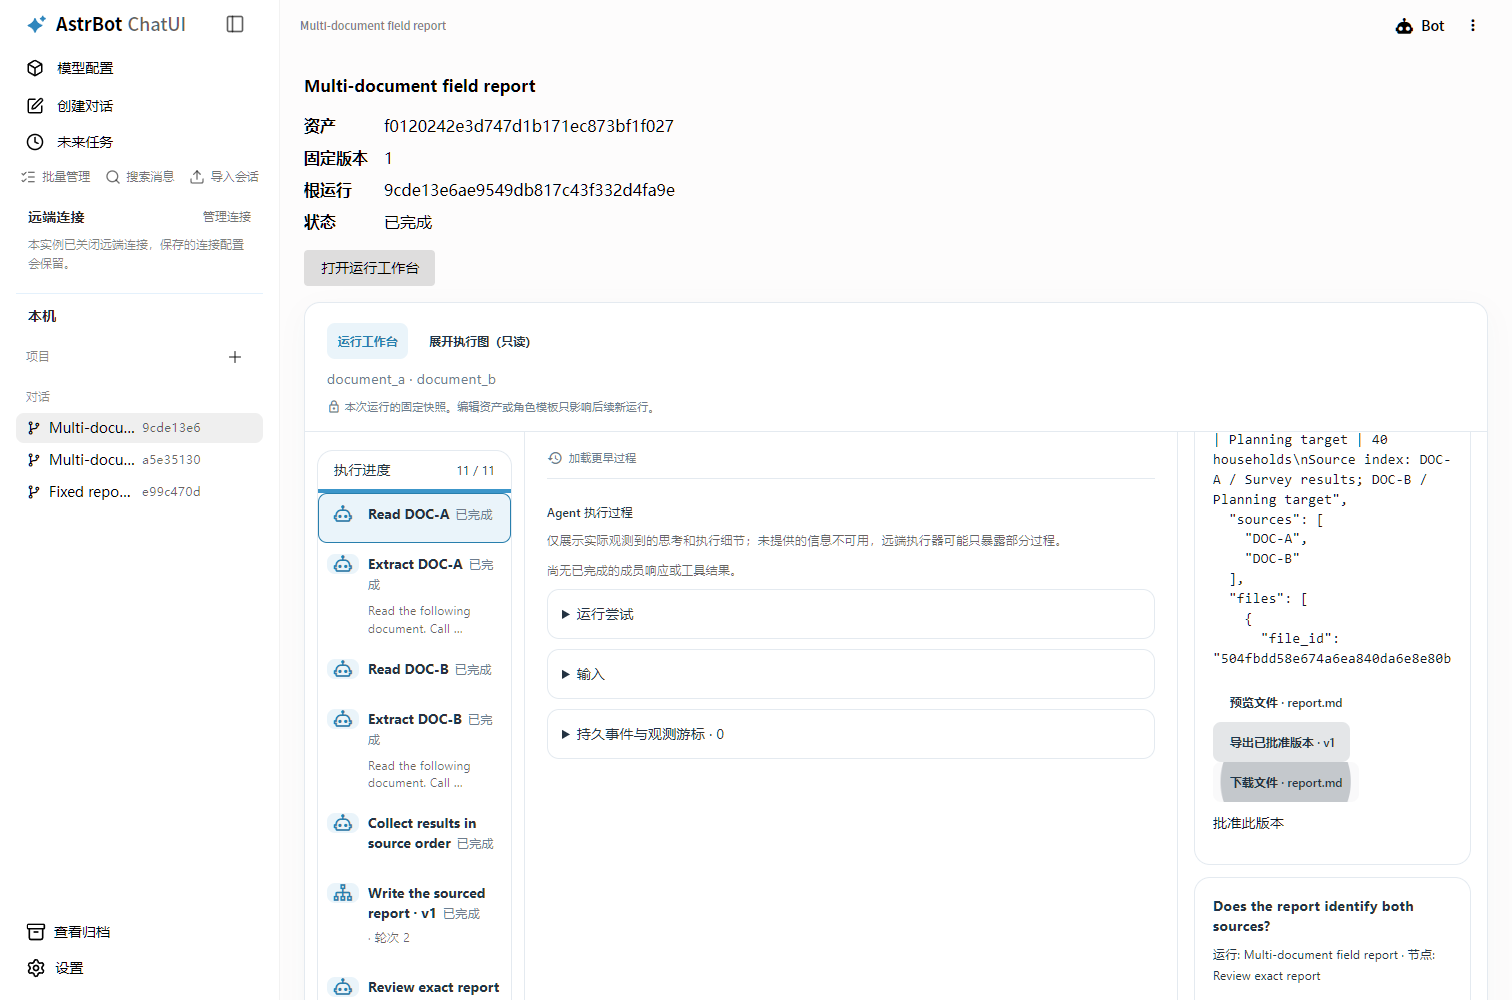 AstrBot ChatUI
模型配置
创建对话
未来任务
批量管理 搜索消息 导入会话
远端连接 管理连接
本实例已关闭远端连接，保存的连接配置
会保留。
本机
项目
对话
Multi-docu... 9cde13e6
Multi-docu... a5e35130
Fixed repo... e99c470d
查看归档
设置
Multi-document field report
Bot
Multi-document field report
资产 f0120242e3d747d1b171ec873bf1f027
固定版本 1
根运行 9cde13e6ae9549db817c43f332d4fa9e
状态 已完成
打开运行工作台
运行工作台 展开执行图（只读）
document_a · document_b
本次运行的固定快照。编辑资产或角色模板只影响后续新运行。
执行进度 11 / 11
Read DOC-A 已完成
Extract DOC-A 已完
成
Read the following
document. Call ...
Read DOC-B 已完成
Extract DOC-B 已完
成
Read the following
document. Call ...
Collect results in
source order 已完成
Write the sourced
report · v1 已完成
· 轮次 2
Review exact report
加载更早过程
Agent 执行过程
仅展示实际观测到的思考和执行细节；未提供的信息不可用，远端执行器可能只暴露部分过程。
尚无已完成的成员响应或工具结果。
▶ 运行尝试
▶ 输入
▶ 持久事件与观测游标 · 0
| Planning target | 40
households\nSource index: DOC-
A / Survey results; DOC-B /
Planning target",
"sources": [
"DOC-A",
"DOC-B"
],
"files": [
{
"file_id":
"504fbdd58e674a6ea840da6e8e80b
预览文件 · report.md
导出已批准版本 · v1
下载文件 · report.md
批准此版本
Does the report identify both
sources?
运行: Multi-document field report · 节点:
Review exact report